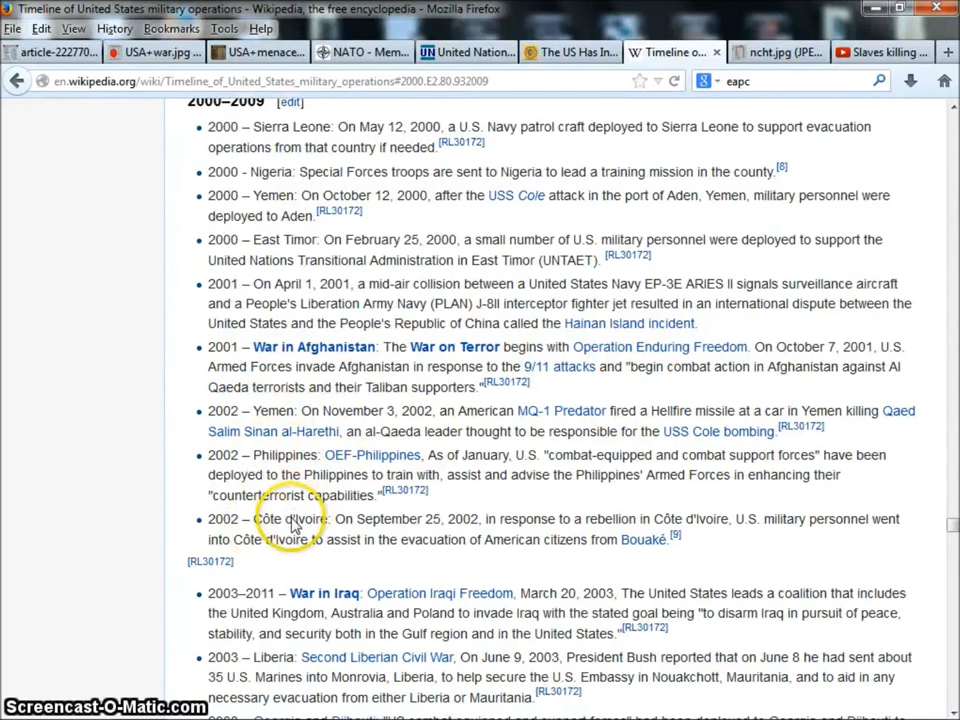 Timeline of United States military operations - Wikipedia, the free encyclopedia - Mozilla Firefox
File Edit View History Bookmarks Tools Help
article-222770... USA+war.jpg ... USA+menace... NATO - Mem... United Nation... The US Has In... Timeline o... ncht.jpg (JPE... Slaves killing ...
en.wikipedia.org/wiki/Timeline_of_United_States_military_operations#2000.E2.80.932009 eapc
2000–2009 [edit]
2000 – Sierra Leone: On May 12, 2000, a U.S. Navy patrol craft deployed to Sierra Leone to support evacuation
operations from that country if needed.[RL30172]
2000 - Nigeria: Special Forces troops are sent to Nigeria to lead a training mission in the county.[8]
2000 – Yemen: On October 12, 2000, after the USS Cole attack in the port of Aden, Yemen, military personnel were
deployed to Aden.[RL30172]
2000 – East Timor: On February 25, 2000, a small number of U.S. military personnel were deployed to support the
United Nations Transitional Administration in East Timor (UNTAET). [RL30172]
2001 – On April 1, 2001, a mid-air collision between a United States Navy EP-3E ARIES II signals surveillance aircraft
and a People's Liberation Army Navy (PLAN) J-8II interceptor fighter jet resulted in an international dispute between the
United States and the People's Republic of China called the Hainan Island incident.
2001 – War in Afghanistan: The War on Terror begins with Operation Enduring Freedom. On October 7, 2001, U.S.
Armed Forces invade Afghanistan in response to the 9/11 attacks and "begin combat action in Afghanistan against Al
Qaeda terrorists and their Taliban supporters."[RL30172]
2002 – Yemen: On November 3, 2002, an American MQ-1 Predator fired a Hellfire missile at a car in Yemen killing Qaed
Salim Sinan al-Harethi, an al-Qaeda leader thought to be responsible for the USS Cole bombing.[RL30172]
2002 – Philippines: OEF-Philippines, As of January, U.S. "combat-equipped and combat support forces" have been
deployed to the Philippines to train with, assist and advise the Philippines' Armed Forces in enhancing their
"counterterrorist capabilities."[RL30172]
2002 – Côte d'Ivoire: On September 25, 2002, in response to a rebellion in Côte d'Ivoire, U.S. military personnel went
into Côte d'Ivoire to assist in the evacuation of American citizens from Bouaké.[9]
[RL30172]
2003–2011 – War in Iraq: Operation Iraqi Freedom, March 20, 2003, The United States leads a coalition that includes
the United Kingdom, Australia and Poland to invade Iraq with the stated goal being "to disarm Iraq in pursuit of peace,
stability, and security both in the Gulf region and in the United States."[RL30172]
2003 – Liberia: Second Liberian Civil War, On June 9, 2003, President Bush reported that on June 8 he had sent about
35 U.S. Marines into Monrovia, Liberia, to help secure the U.S. Embassy in Nouakchott, Mauritania, and to aid in any
necessary evacuation from either Liberia or Mauritania.[RL30172]
Screencast-O-Matic.com